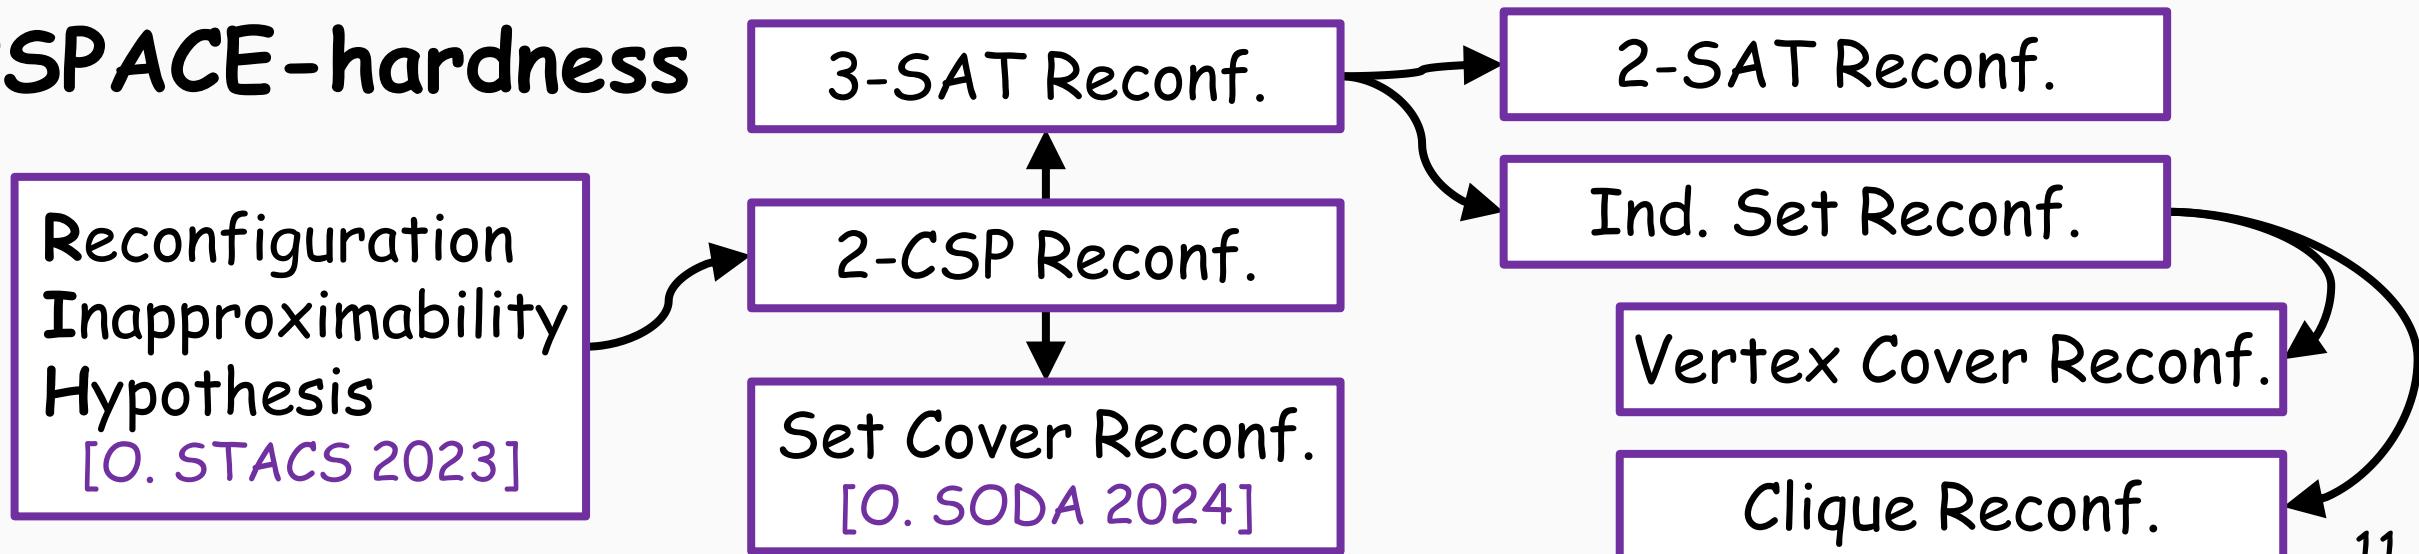 SPACE-hardness
Reconfiguration
Inapproximability
Hypothesis
[O. STACS 2023]
3-SAT Reconf.
2-CSP Reconf.
Set Cover Reconf.
[O. SODA 2024]
2-SAT Reconf.
Ind. Set Reconf.
Vertex Cover Reconf.
Clique Reconf.
11